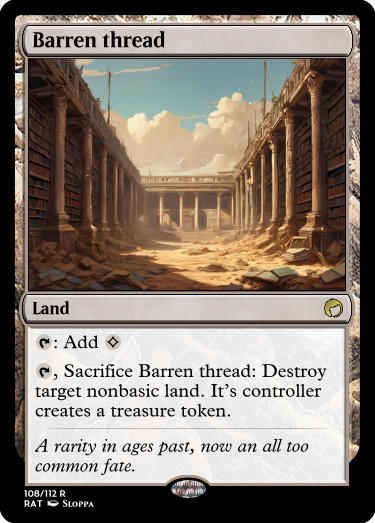 Barren thread
Land
: Add
, Sacrifice Barren thread: Destroy
target nonbasic land. It's controller
creates a treasure token.
A rarity in ages past, now an all too
common fate.
108/112 R
RAT Sloppa